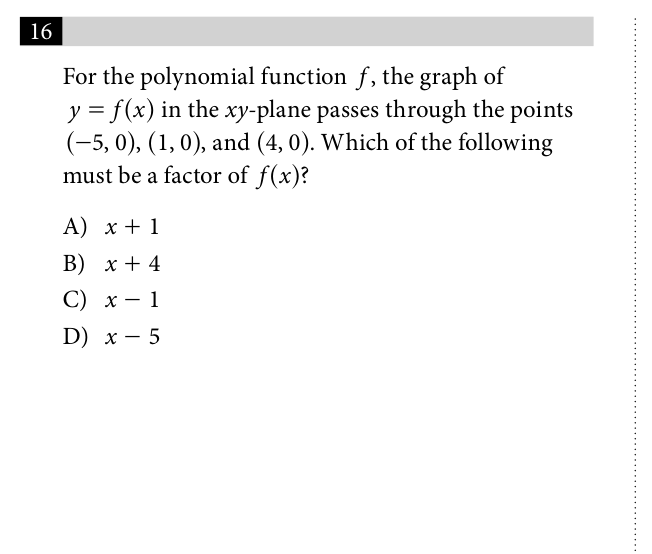 16
For the polynomial function f, the graph of
y = f(x) in the xy-plane passes through the points
(−5, 0), (1, 0), and (4, 0). Which of the following
must be a factor of f(x)?
A) x + 1
B) x + 4
C) x − 1
D) x − 5